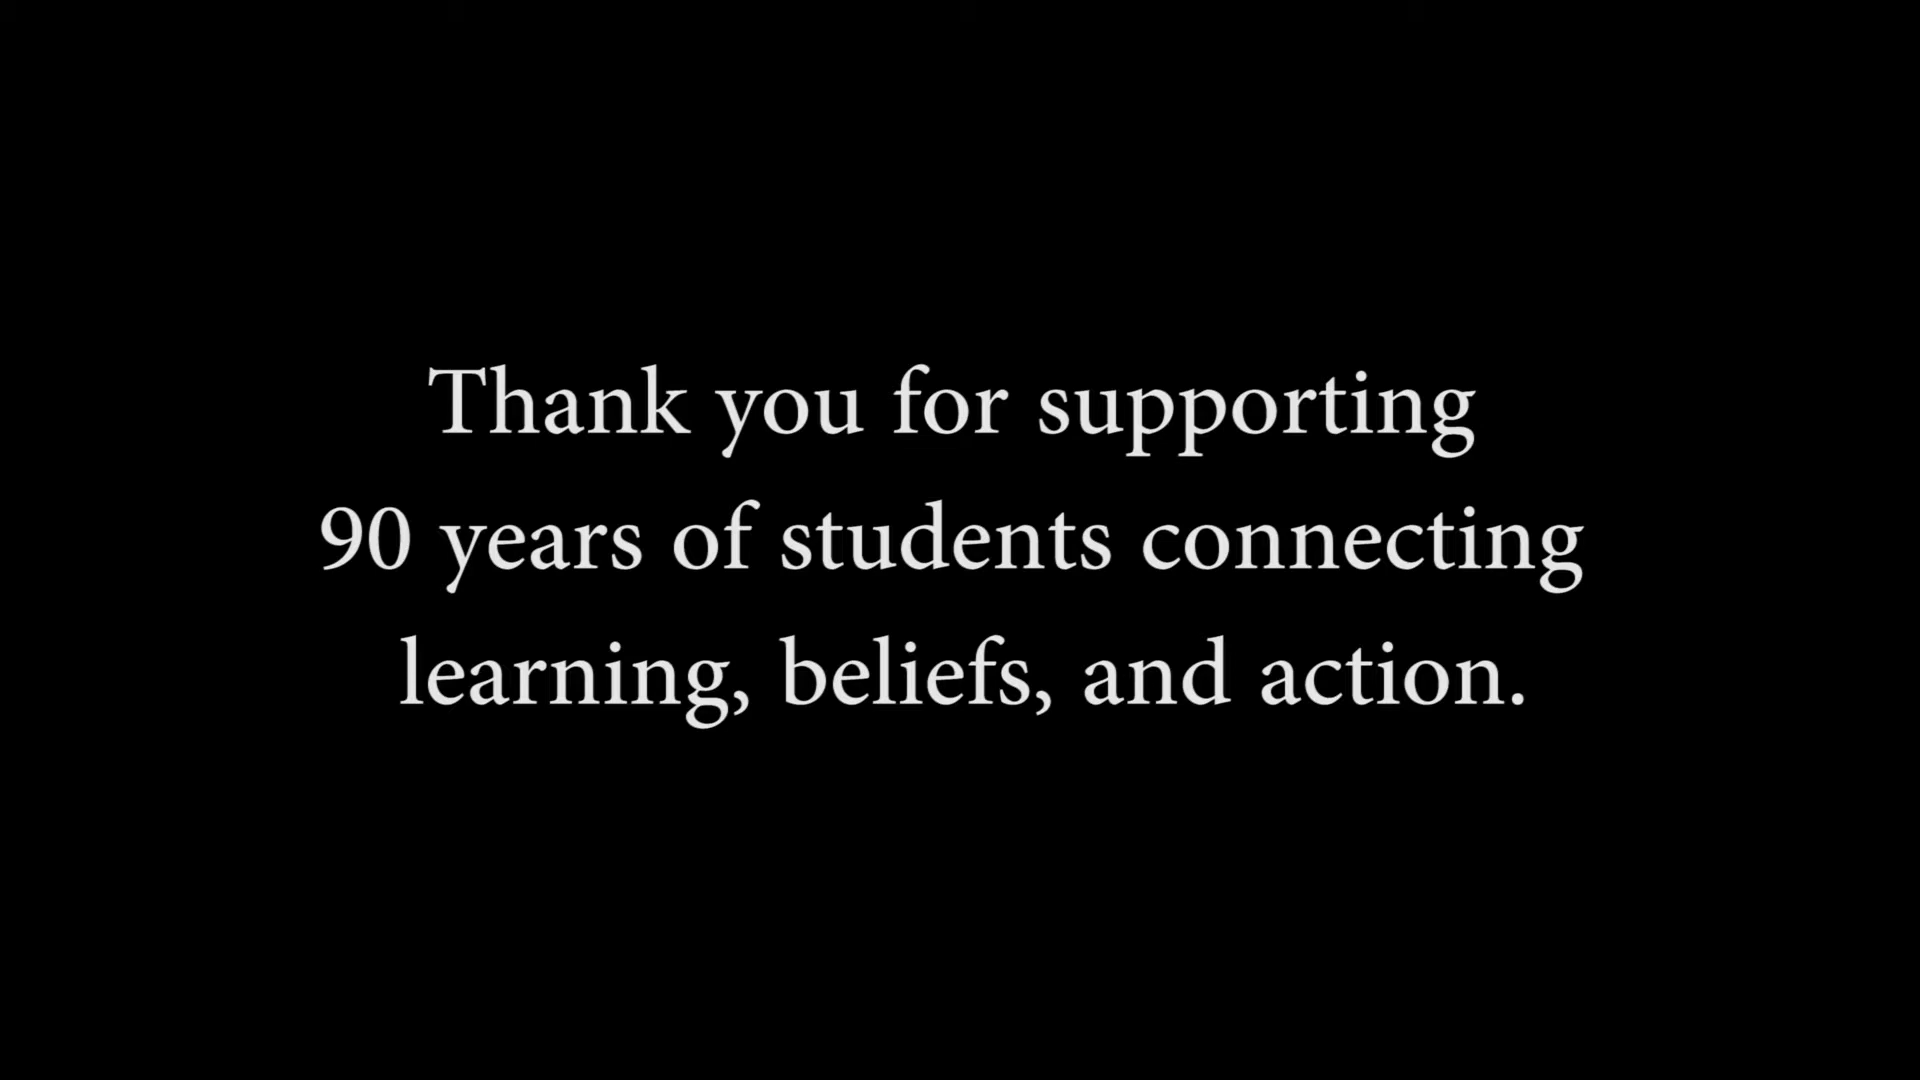 Thank you for supporting
90 years of students connecting
learning, beliefs, and action.